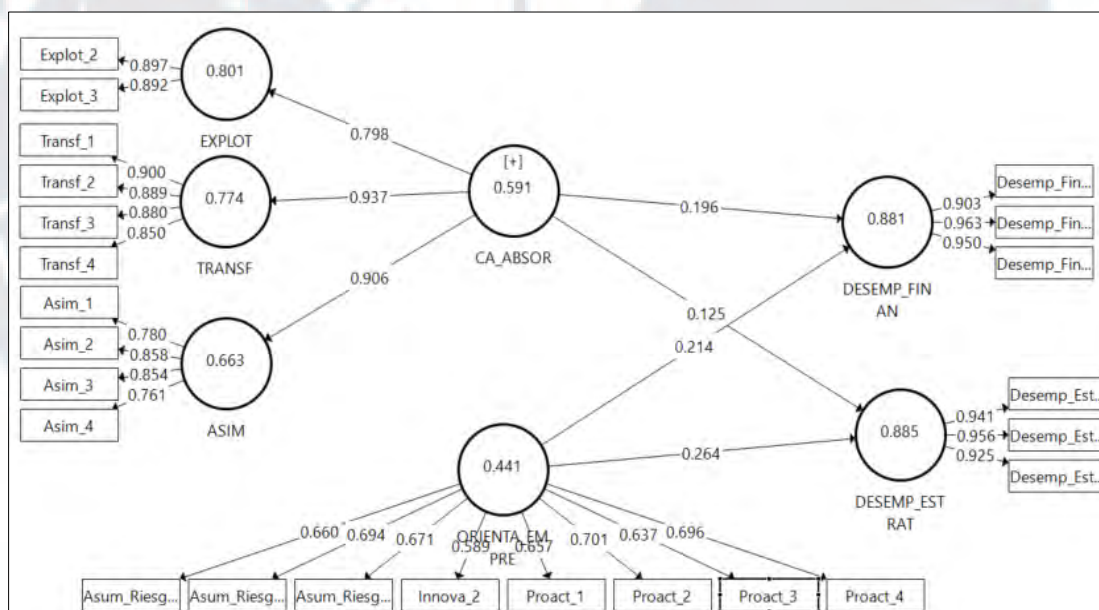 Explot_2
0.897
0.801
Explot_3
0.892
EXPLOT
Transf_1
0.900
Transf_2
0.889
0.774
Transf_3
0.880
0.850
Transf_4
TRANSF
Asim_1
0.780
Asim_2
0.858
0.663
Asim_3
0.854
0.761
Asim_4
ASIM
0.798
0.937
0.906
[+]
0.591
CA_ABSOR
0.196
0.125
0.214
0.264
0.881
DESEMP_FIN
AN
0.903
Desemp_Fin...
0.963
Desemp_Fin...
0.950
Desemp_Fin...
0.885
DESEMP_EST
RAT
0.941
Desemp_Est...
0.956
Desemp_Est...
0.925
Desemp_Est...
0.441
ORIENTA_EM
PRE
0.660
0.694
0.671
0.589
0.657
0.701
0.637
0.696
Asum_Riesg...
Asum_Riesg...
Asum_Riesg...
Innova_2
Proact_1
Proact_2
Proact_3
Proact_4